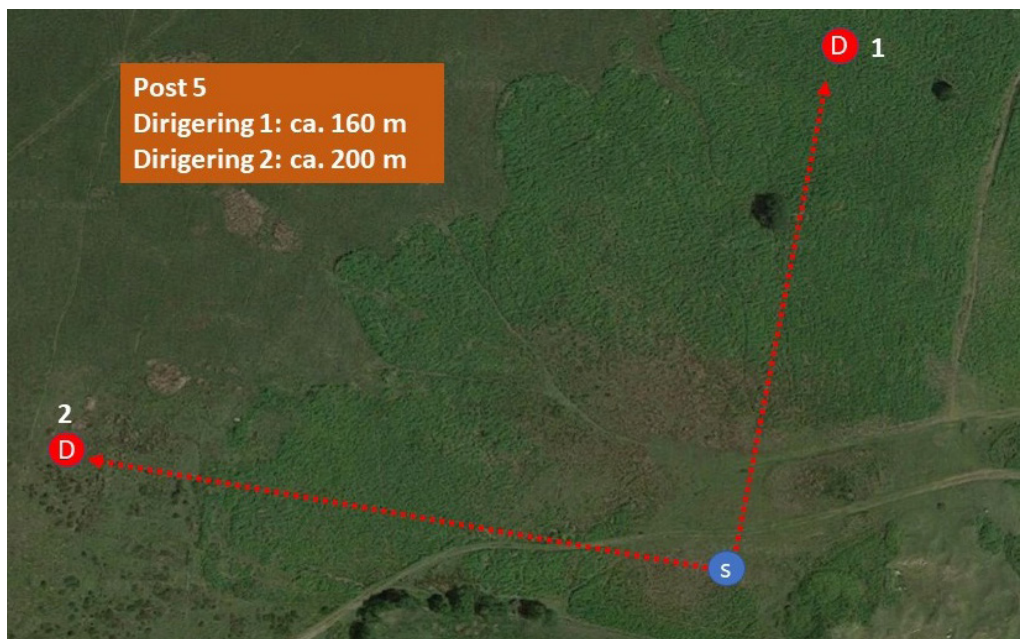 D 1
Post 5
Dirigering 1: ca. 160 m
Dirigering 2: ca. 200 m
2
D
s